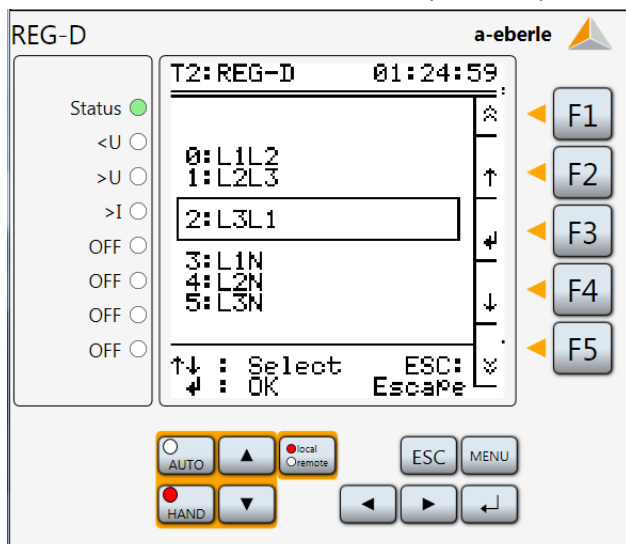 REG-D
a-eberle
T2:REG-D 01:24:59
Status
<U
>U
>I
OFF
OFF
OFF
OFF
0:L1L2
1:L2L3
2:L3L1
3:L1N
4:L2N
5:L3N
↑↓ : Select ESC:
↲ : OK Escape
F1
F2
F3
F4
F5
AUTO
local
remote
ESC
MENU
HAND